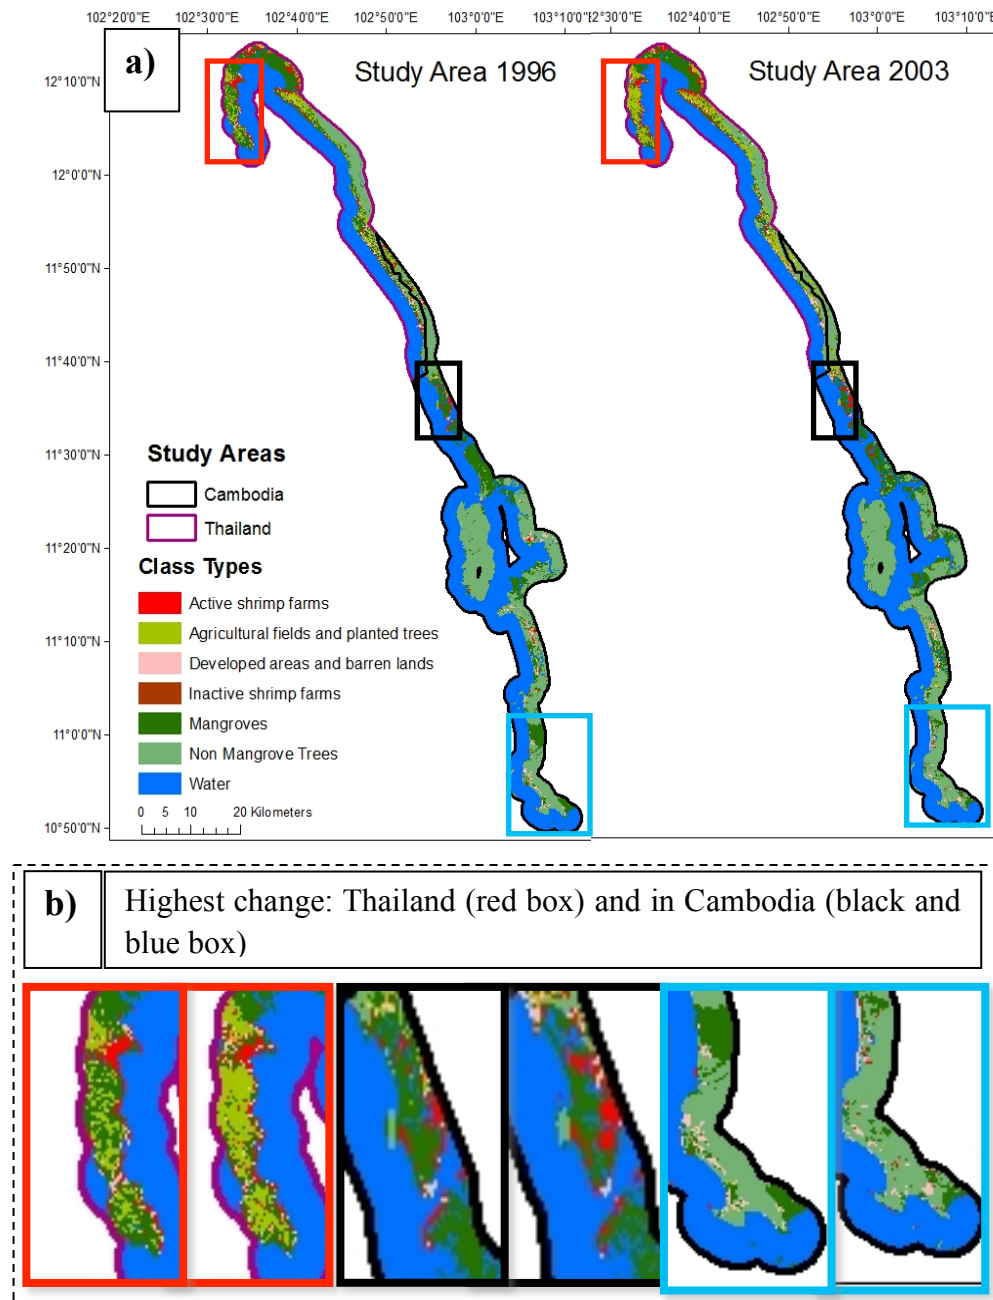 102°20'0"E 102°30'0"E 102°40'0"E 102°50'0"E 103°0'0"E 103°10'0"E
2°30'0"E 102°40'0"E 102°50'0"E 103°0'0"E 103°10'0"E
a)
Study Area 1996
Study Area 2003
12°10'0"N
12°0'0"N
11°50'0"N
11°40'0"N
11°30'0"N
11°20'0"N
11°10'0"N
11°0'0"N
10°50'0"N
Study Areas
Cambodia
Thailand
Class Types
Active shrimp farms
Agricultural fields and planted trees
Developed areas and barren lands
Inactive shrimp farms
Mangroves
Non Mangrove Trees
Water
0 5 10 20 Kilometers
b)
Highest change: Thailand (red box) and in Cambodia (black and
blue box)